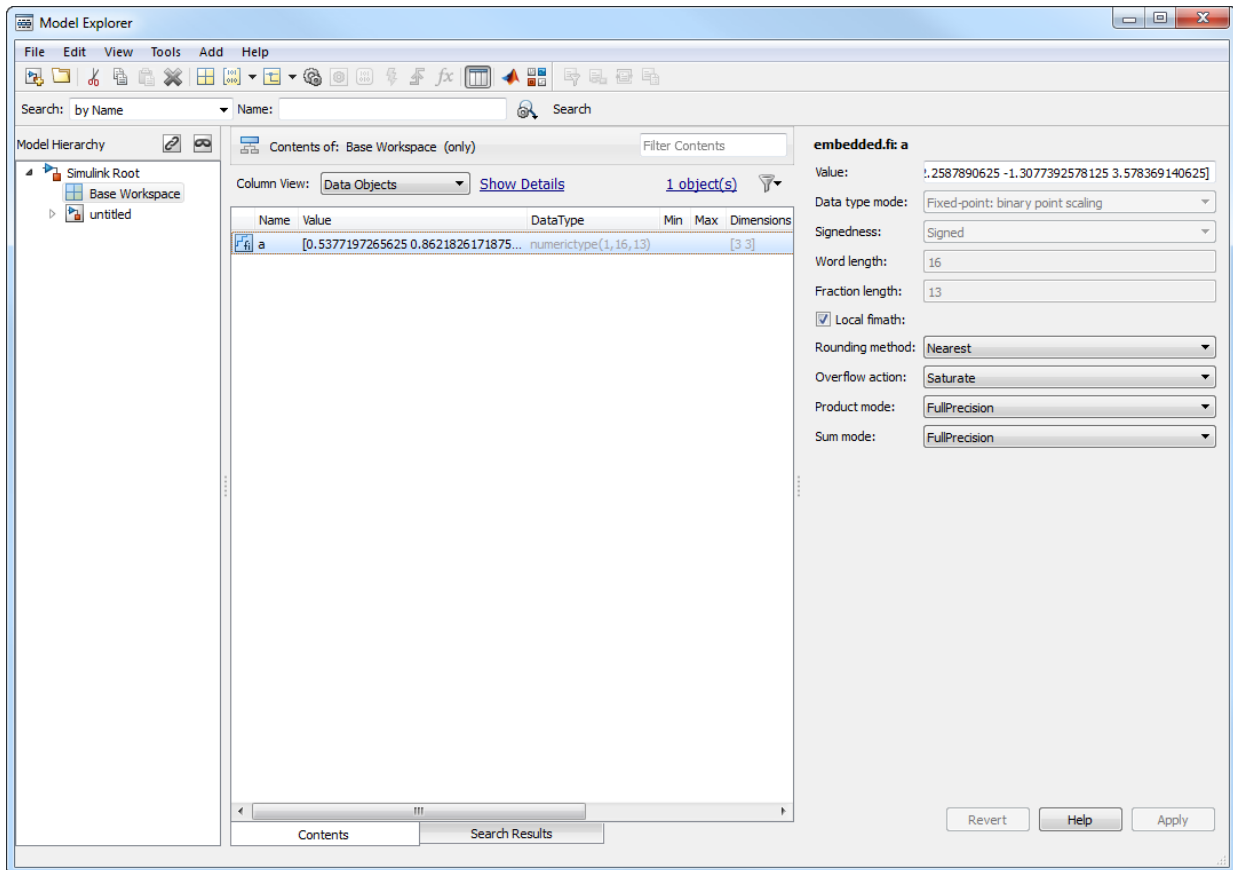 Model Explorer
File Edit View Tools Add Help
Search: by Name Name: Search
Model Hierarchy
Simulink Root
Base Workspace
untitled
Contents of: Base Workspace (only) Filter Contents
Column View: Data Objects Show Details 1 object(s)
Name Value DataType Min Max Dimensions
a [0.5377197265625 0.8621826171875... numerictype(1,16,13) [3 3]
Contents Search Results
embedded.fi: a
Value: .2587890625 -1.3077392578125 3.578369140625]
Data type mode: Fixed-point: binary point scaling
Signedness: Signed
Word length: 16
Fraction length: 13
Local fimath:
Rounding method: Nearest
Overflow action: Saturate
Product mode: FullPrecision
Sum mode: FullPrecision
Revert Help Apply